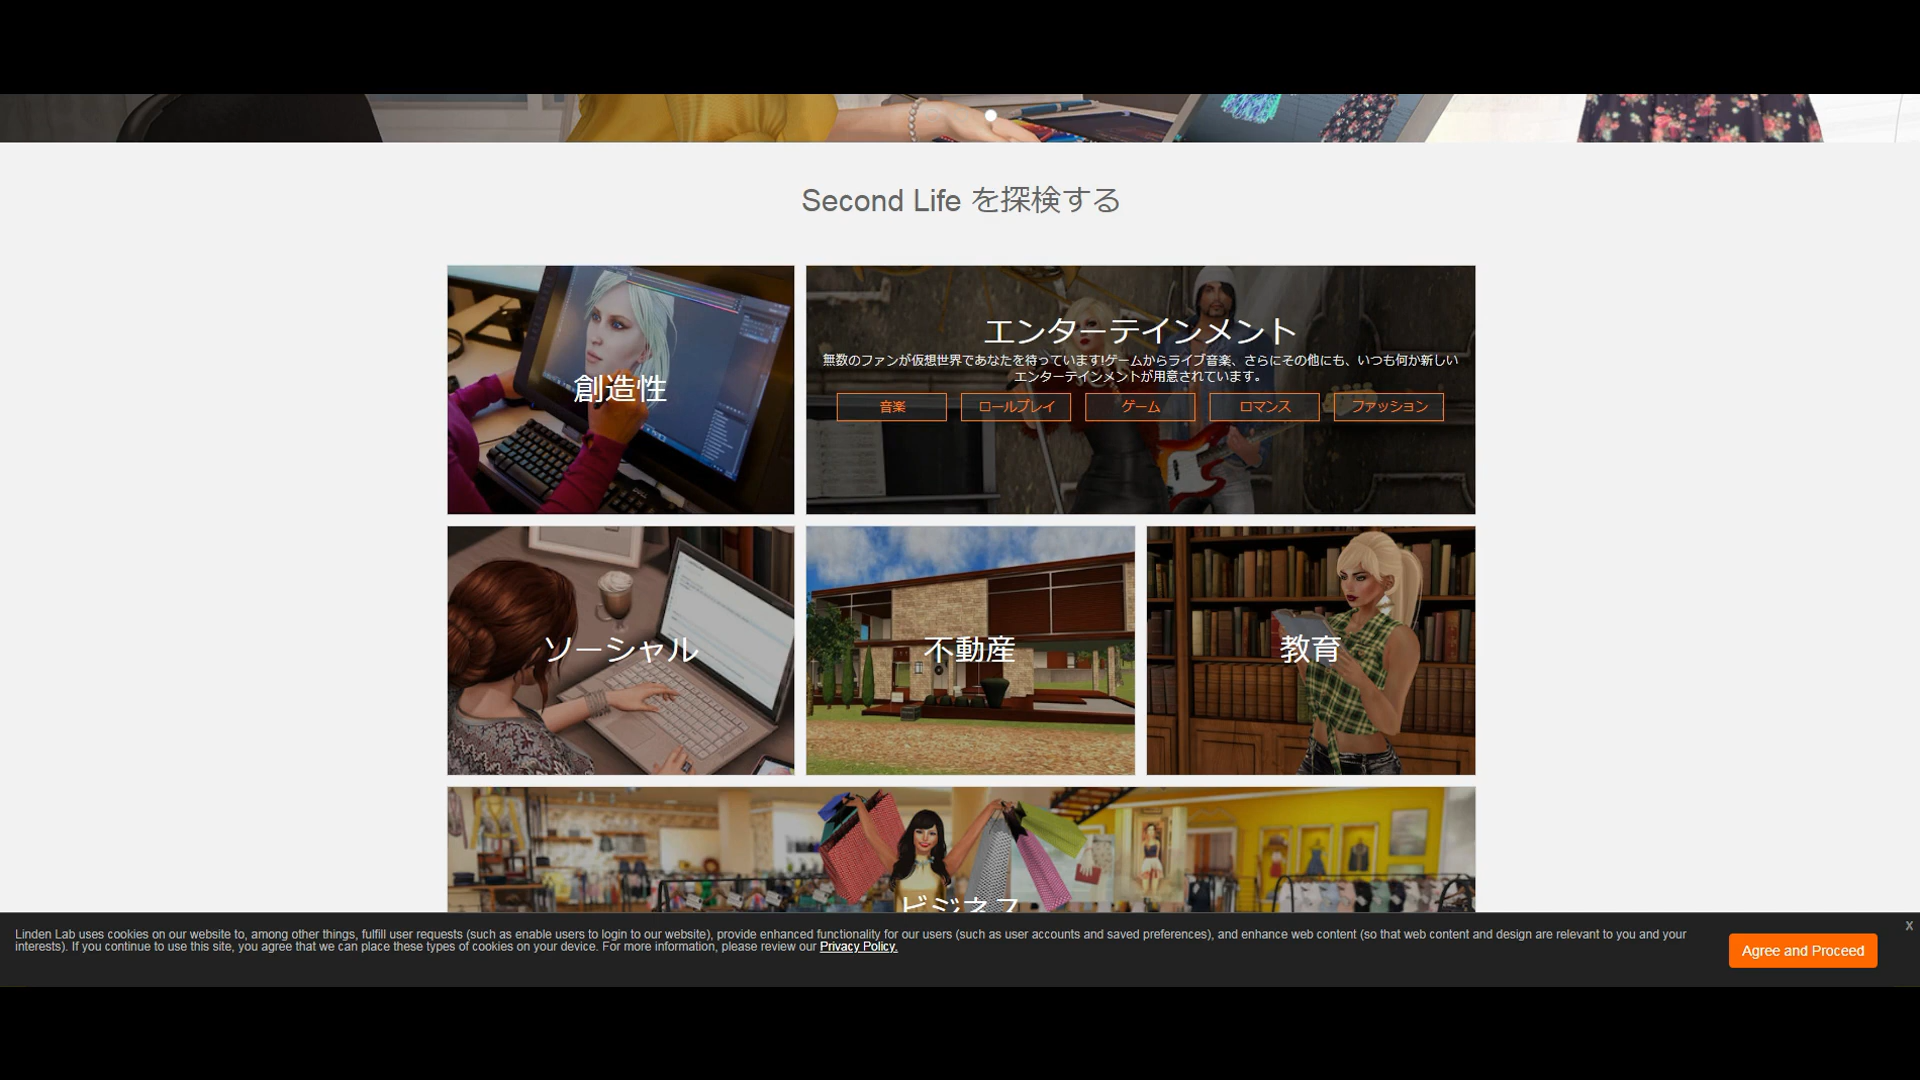 Second Life を探検する
創造性
エンターテインメント
無数のファンが仮想世界であなたを待っています!ゲームからライブ音楽、さらにその他にも、いつも何か新しい
エンターテインメントが用意されています。
音楽
ロールプレイ
ゲーム
ロマンス
ファッション
ソーシャル
不動産
教育
ビジネス
Linden Lab uses cookies on our website to, among other things, fulfill user requests (such as enable users to login to our website), provide enhanced functionality for our users (such as user accounts and saved preferences), and enhance web content (so that web content and design are relevant to you and your
interests). If you continue to use this site, you agree that we can place these types of cookies on your device. For more information, please review our Privacy Policy.
x
Agree and Proceed